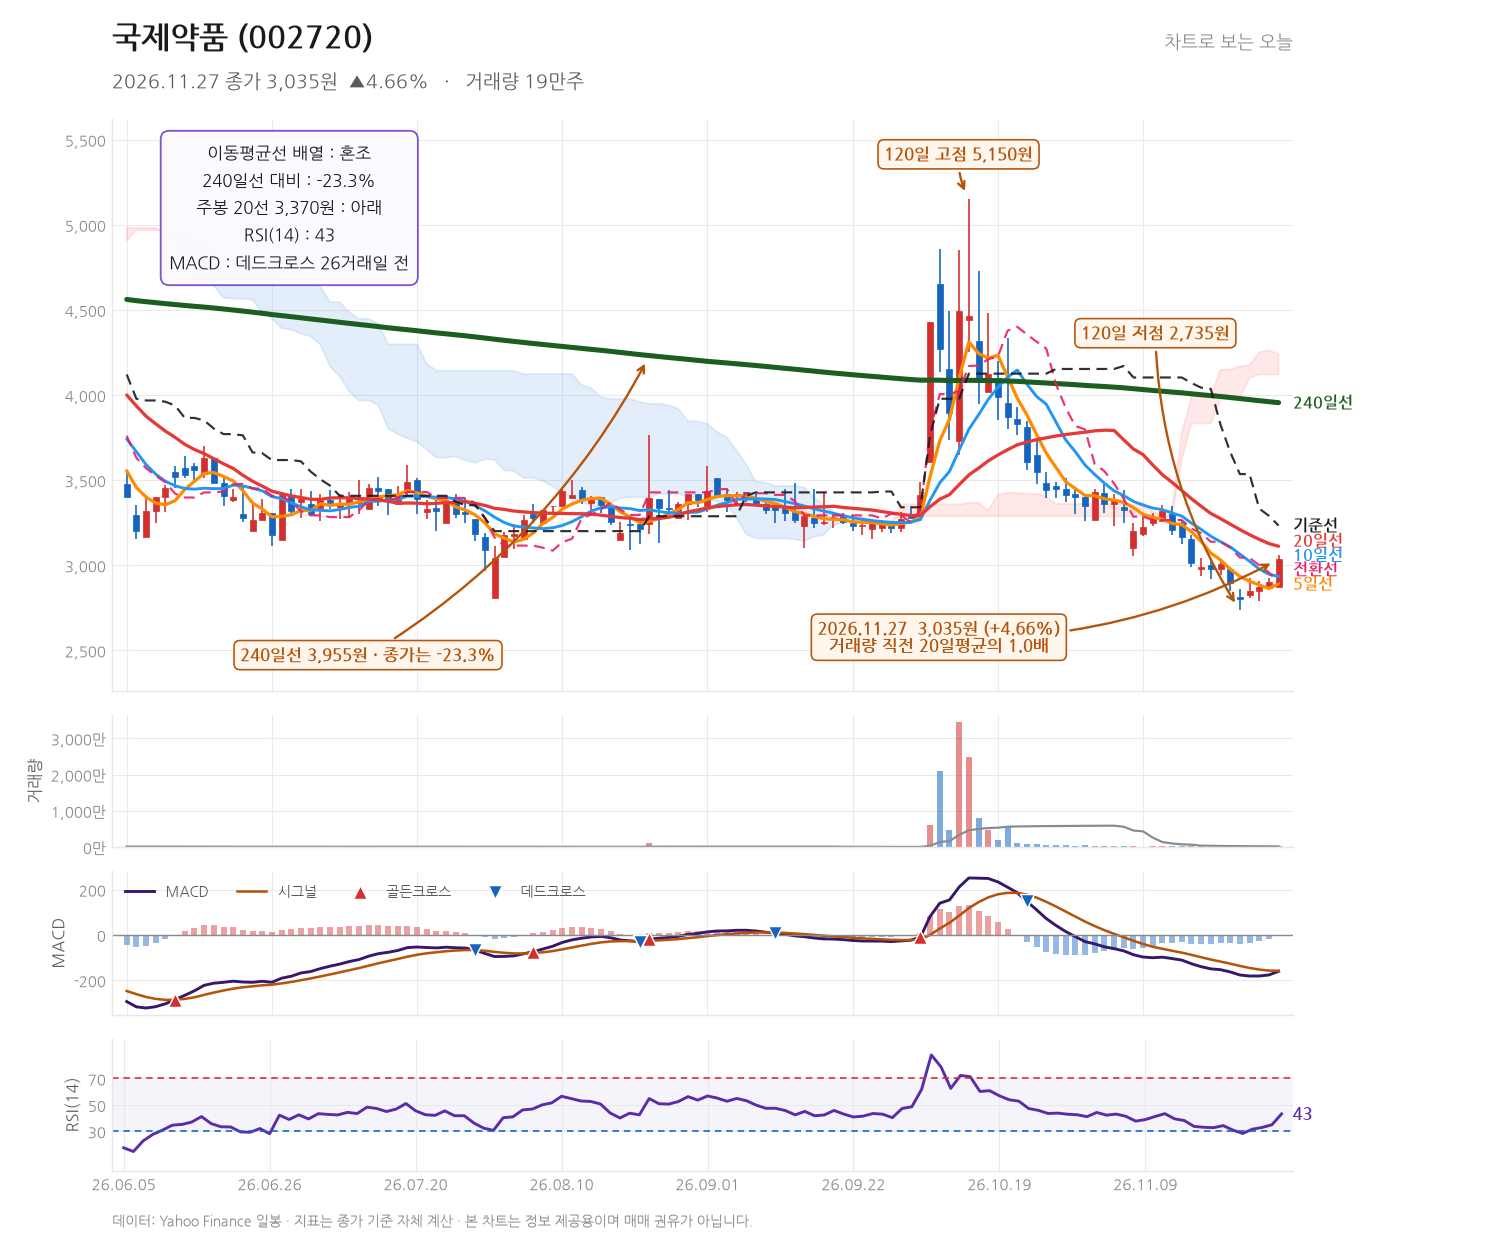 국제약품 (002720)
차트로 보는 오늘
2026.11.27 종가 3,035원 ▲4.66% · 거래량 19만주
5,500
5,000
4,500
4,000
3,500
3,000
2,500
이동평균선 배열 : 혼조
240일선 대비 : -23.3%
주봉 20선 3,370원 : 아래
RSI(14) : 43
MACD : 데드크로스 26거래일 전
120일 고점 5,150원
120일 저점 2,735원
240일선
기준선
20일선
10일선
전환선
5일선
240일선 3,955원 · 종가는 -23.3%
2026.11.27 3,035원 (+4.66%)
거래량 직전 20일평균의 1.0배
거래량
3,000만
2,000만
1,000만
0만
MACD
200
0
-200
MACD
시그널
골든크로스
데드크로스
RSI(14)
70
50
30
43
26.06.05
26.06.26
26.07.20
26.08.10
26.09.01
26.09.22
26.10.19
26.11.09
데이터: Yahoo Finance 일봉 · 지표는 종가 기준 자체 계산 · 본 차트는 정보 제공용이며 매매 권유가 아닙니다.